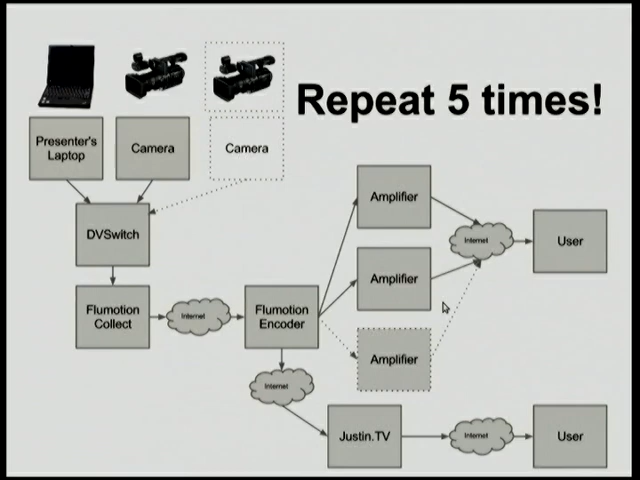 Repeat 5 times!
Presenter's
Laptop
Camera
Camera
DVSwitch
Flumotion
Collect
Internet
Flumotion
Encoder
Amplifier
Amplifier
Amplifier
Internet
User
Internet
Justin.TV
Internet
User